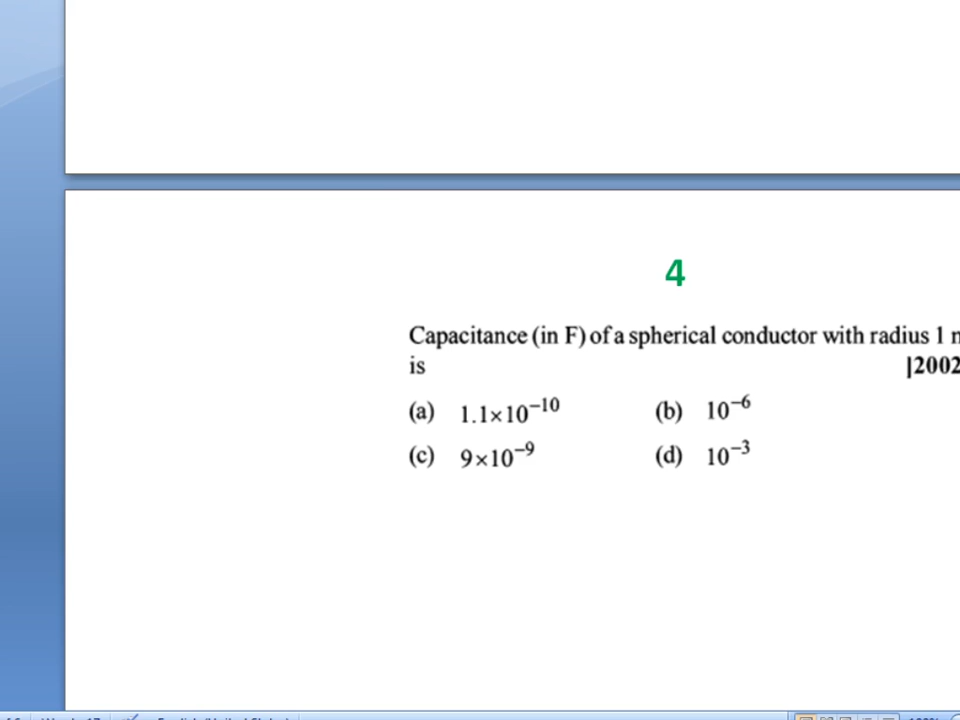 4
Capacitance (in F) of a spherical conductor with radius 1
is |2002
(a) 1.1×10⁻¹⁰ (b) 10⁻⁶
(c) 9×10⁻⁹ (d) 10⁻³